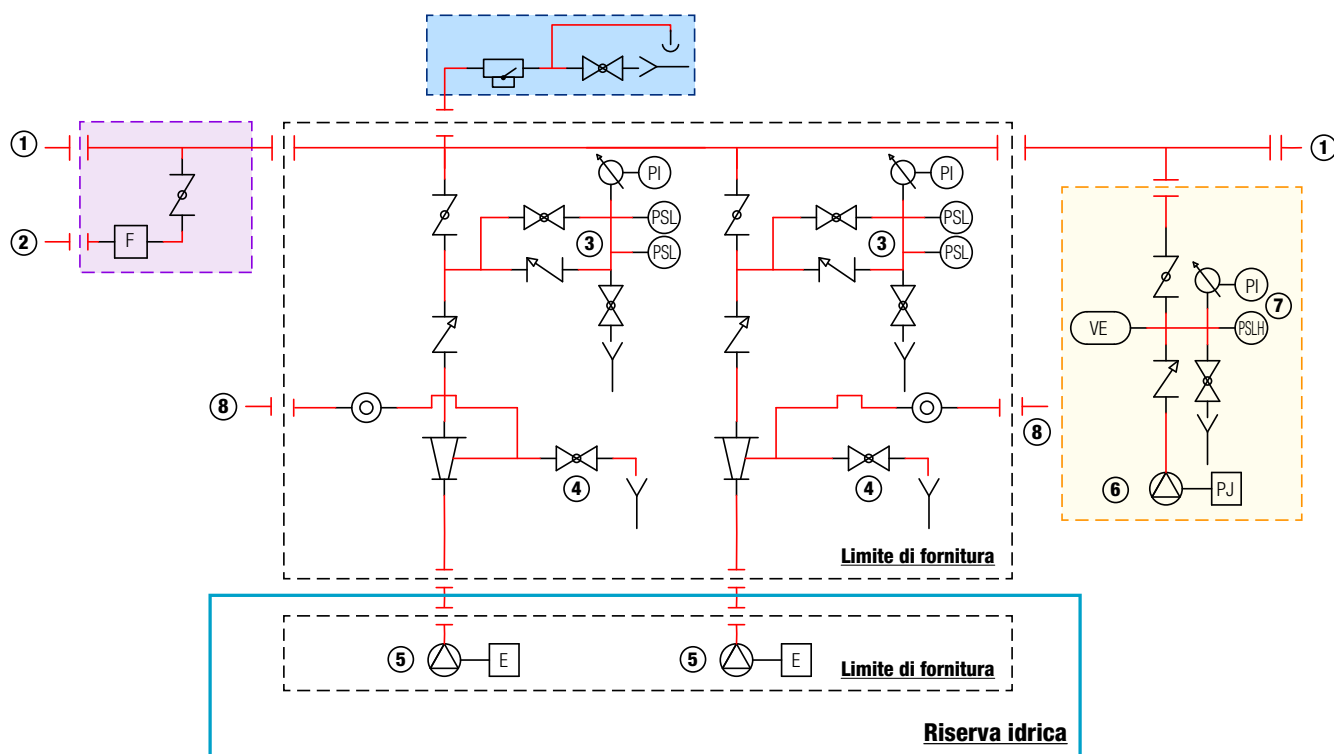 1
1
2
F
PI
PSL
PSL
3
PI
PSL
PSL
3
PI
7
PSLH
VE
8
8
4
4
6
PJ
Limite di fornitura
5
E
5
E
Limite di fornitura
Riserva idrica